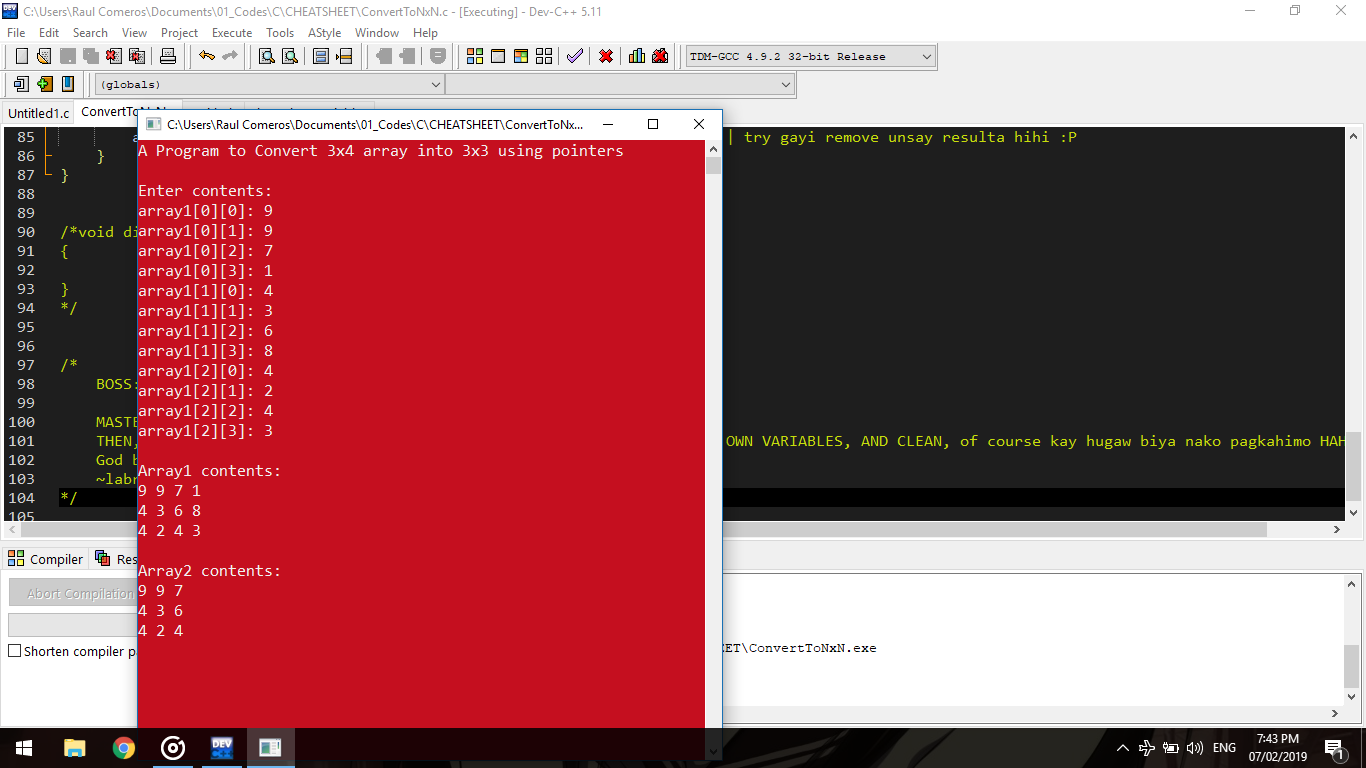 C:\Users\Raul Comeros\Documents\01_Codes\C\CHEATSHEET\ConvertToNxN.c - [Executing] - Dev-C++ 5.11
File Edit Search View Project Execute Tools AStyle Window Help
TDM-GCC 4.9.2 32-bit Release
(globals)
Untitled1.c ConvertToNxN
C:\Users\Raul Comeros\Documents\01_Codes\C\CHEATSHEET\ConvertToNx...
85 | try gayi remove unsay resulta hihi :P
86 }
87 }
88
89
90 /*void di
91 {
92
93 }
94 */
95
96
97 /*
98 BOSS:
99
100 MASTE
101 THEN, OWN VARIABLES, AND CLEAN, of course kay hugaw biya nako pagkahimo HAH
102 God b
103 ~labr
104 */
105
A Program to Convert 3x4 array into 3x3 using pointers
Enter contents:
array1[0][0]: 9
array1[0][1]: 9
array1[0][2]: 7
array1[0][3]: 1
array1[1][0]: 4
array1[1][1]: 3
array1[1][2]: 6
array1[1][3]: 8
array1[2][0]: 4
array1[2][1]: 2
array1[2][2]: 4
array1[2][3]: 3
Array1 contents:
9 9 7 1
4 3 6 8
4 2 4 3
Array2 contents:
9 9 7
4 3 6
4 2 4
Compiler Res
Abort Compilation
Shorten compiler p
EET\ConvertToNxN.exe
DEV
ENG
7:43 PM
07/02/2019
1